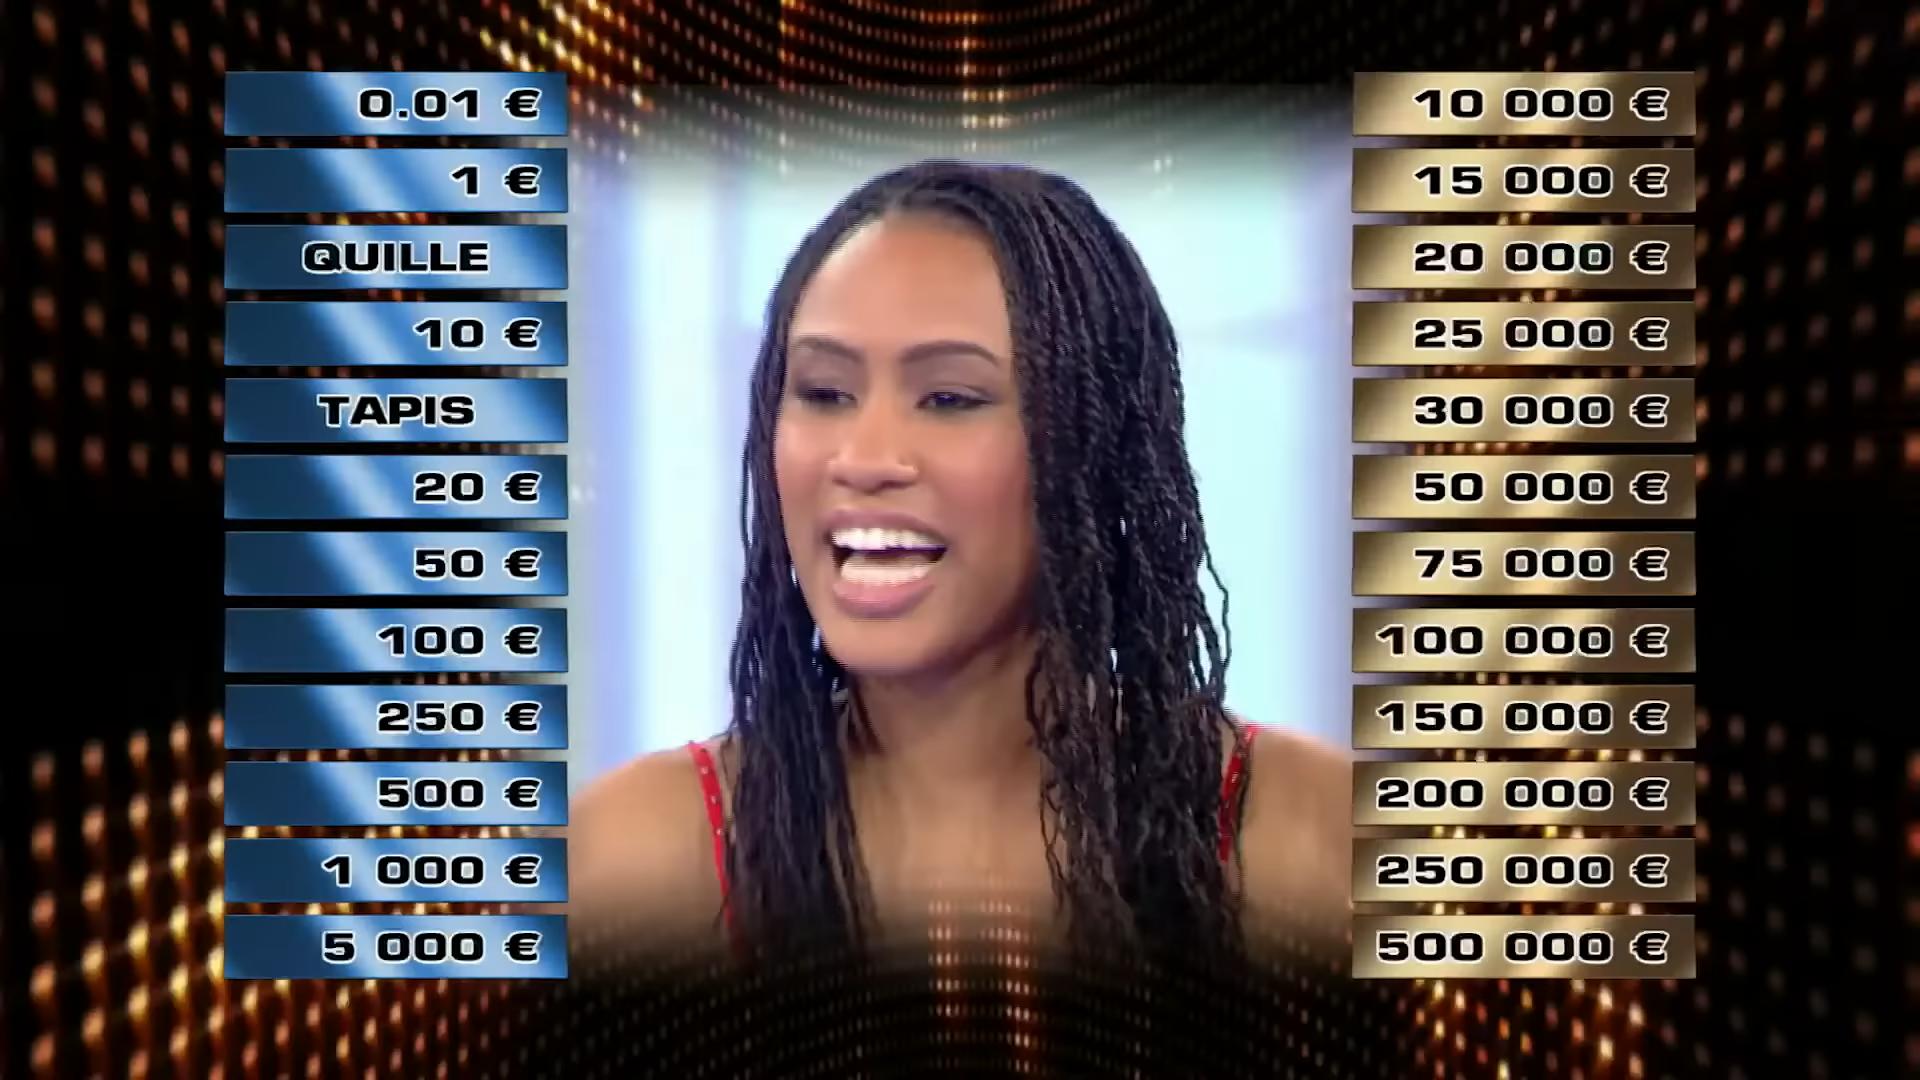 0.01 €
1 €
QUILLE
10 €
TAPIS
20 €
50 €
100 €
250 €
500 €
1 000 €
5 000 €
10 000 €
15 000 €
20 000 €
25 000 €
30 000 €
50 000 €
75 000 €
100 000 €
150 000 €
200 000 €
250 000 €
500 000 €